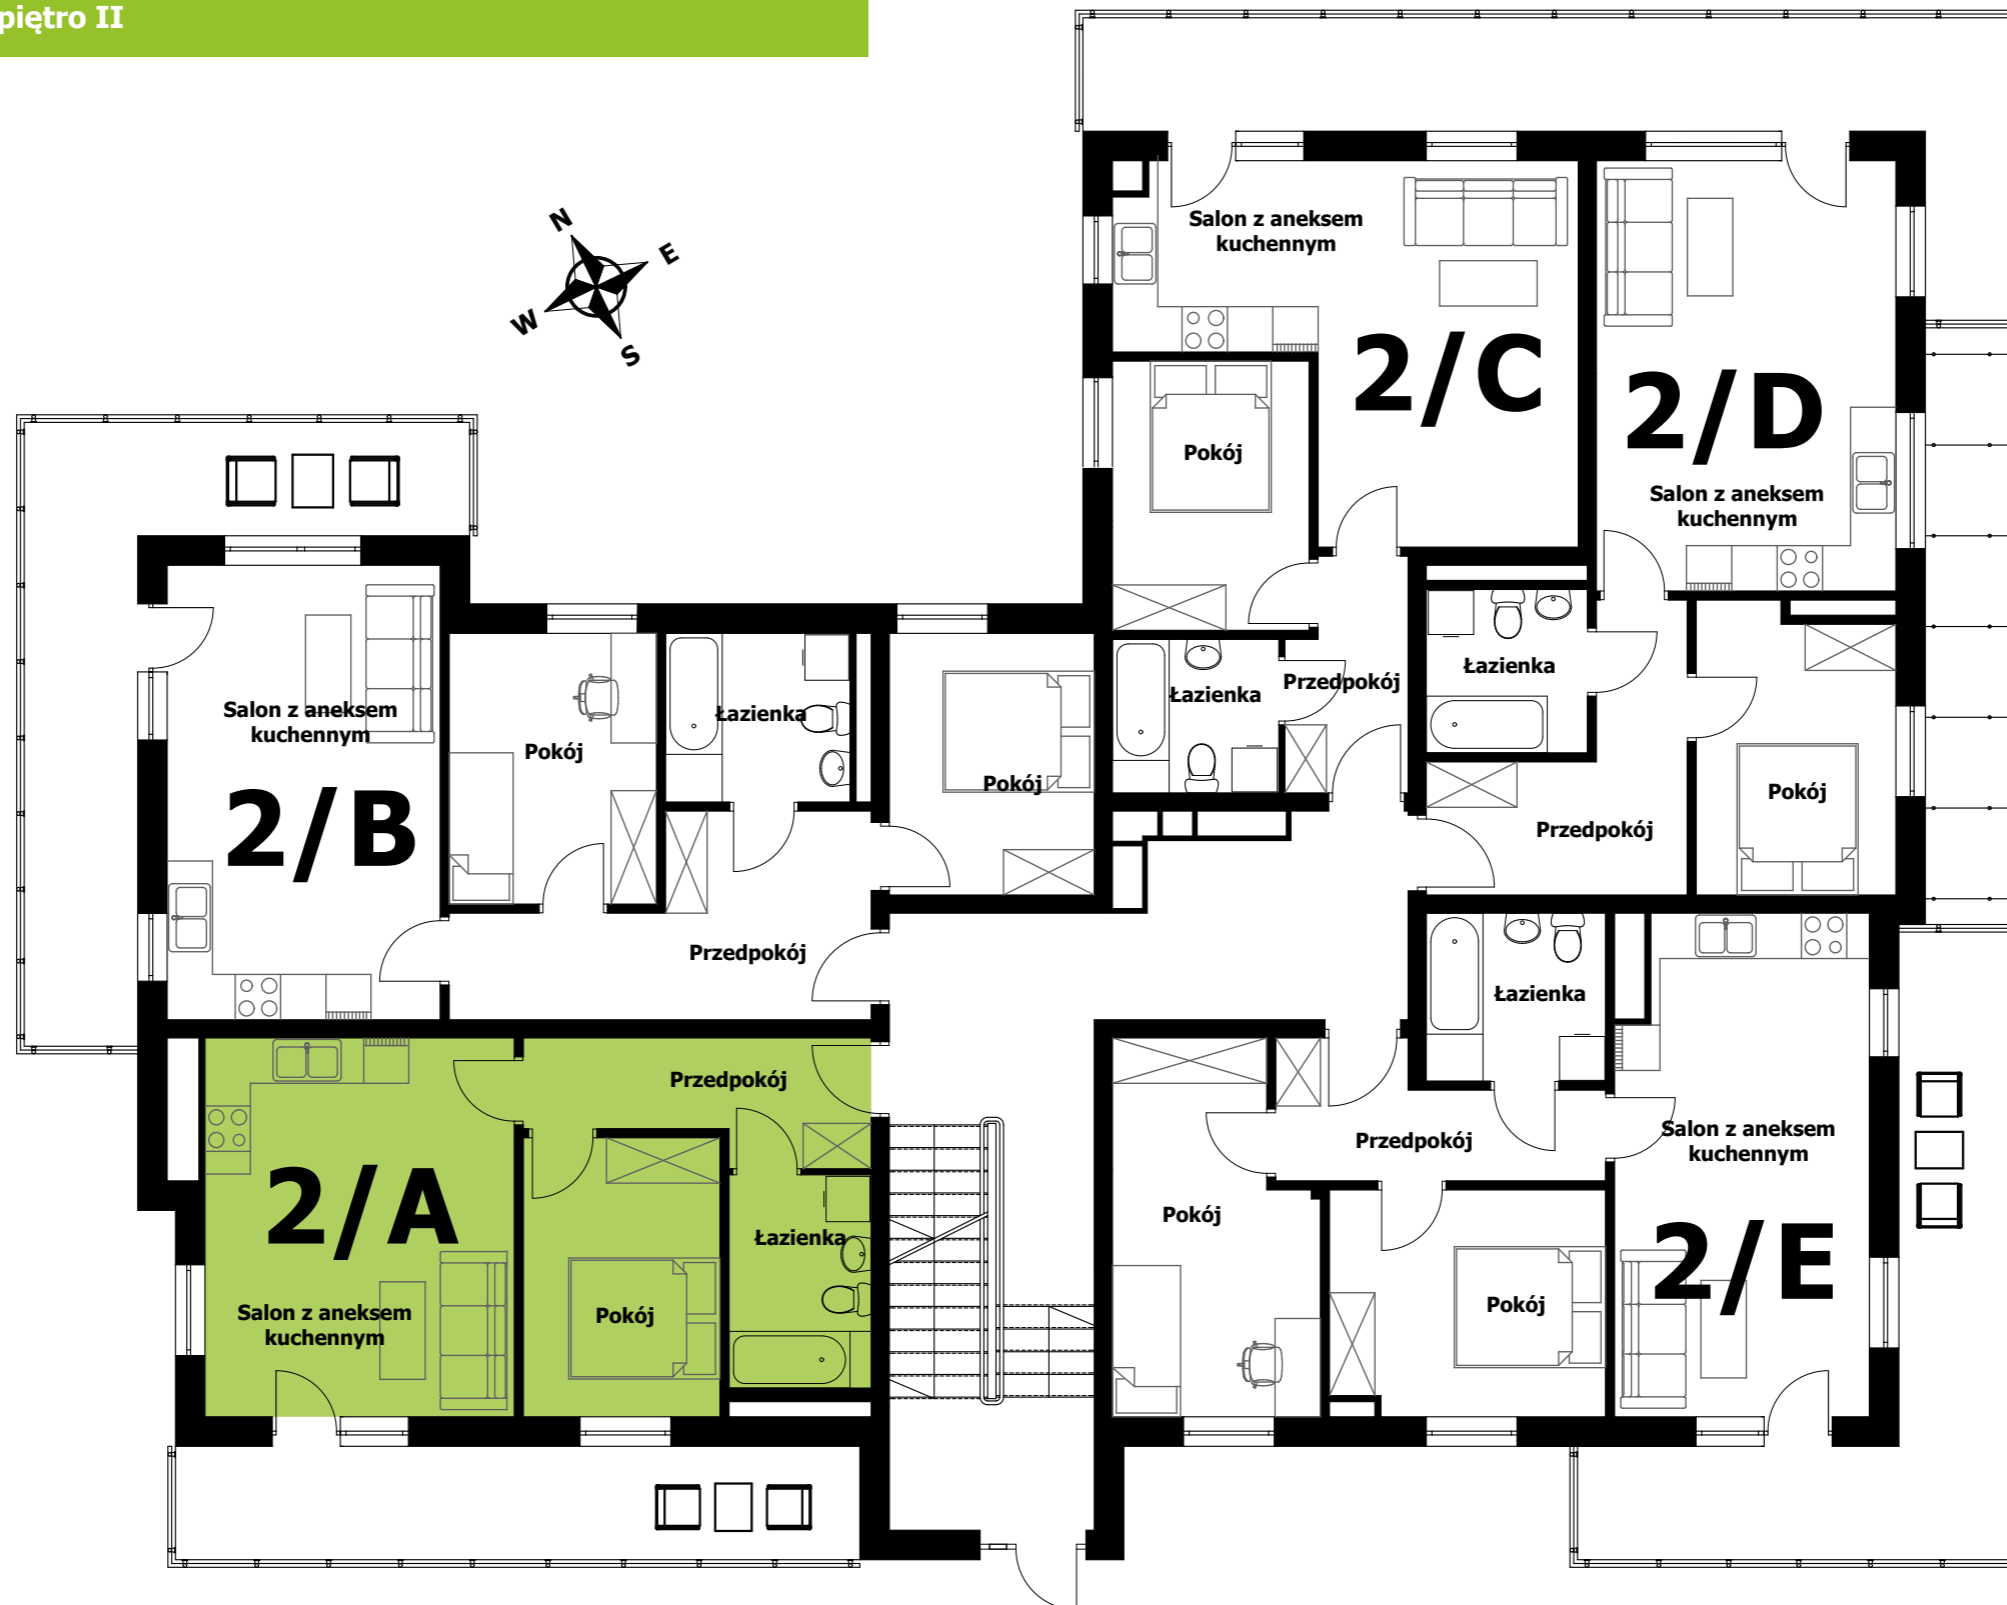 piętro II
N
E
W
S
Salon z aneksem
kuchennym
2/C
Pokój
Łazienka
Przedpokój
2/D
Salon z aneksem
kuchennym
Łazienka
Pokój
Przedpokój
Salon z aneksem
kuchennym
2/B
Pokój
Łazienka
Pokój
Przedpokój
Przedpokój
2/A
Salon z aneksem
kuchennym
Pokój
Łazienka
Łazienka
Salon z aneksem
kuchennym
Przedpokój
Pokój
Pokój
2/E